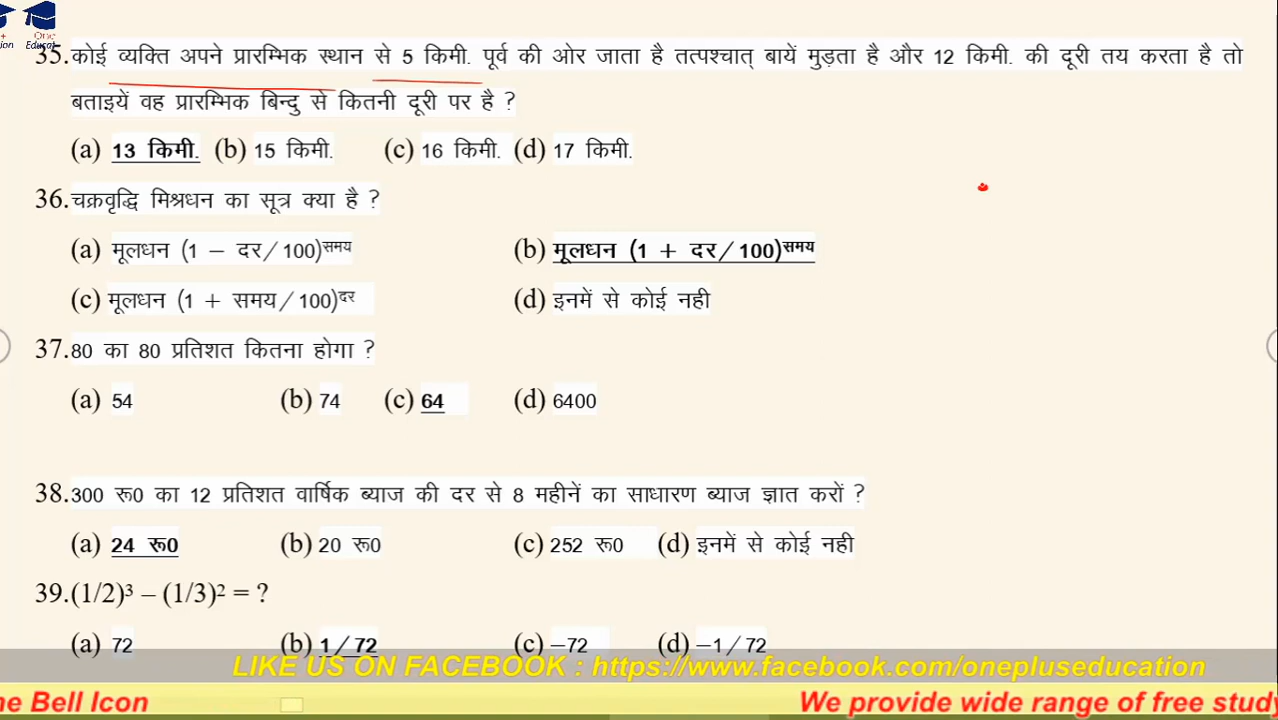 One
Educat
35.कोई व्यक्ति अपने प्रारम्भिक स्थान से 5 किमी. पूर्व की ओर जाता है तत्पश्चात् बायें मुड़ता है और 12 किमी. की दूरी तय करता है तो
बताइयें वह प्रारम्भिक बिन्दु से कितनी दूरी पर है ?
(a) 13 किमी. (b) 15 किमी. (c) 16 किमी. (d) 17 किमी.
36.चक्रवृद्धि मिश्रधन का सूत्र क्या है ?
(a) मूलधन (1 – दर/100)समय (b) मूलधन (1 + दर/100)समय
(c) मूलधन (1 + समय/100)दर (d) इनमें से कोई नही
37.80 का 80 प्रतिशत कितना होगा ?
(a) 54 (b) 74 (c) 64 (d) 6400
38.300 रू0 का 12 प्रतिशत वार्षिक ब्याज की दर से 8 महीनें का साधारण ब्याज ज्ञात करों ?
(a) 24 रू0 (b) 20 रू0 (c) 252 रू0 (d) इनमें से कोई नही
39.(1/2)³ – (1/3)² = ?
(a) 72 (b) 1/72 (c) –72 (d) –1/72
LIKE US ON FACEBOOK : https://www.facebook.com/onepluseducation
he Bell Icon We provide wide range of free study